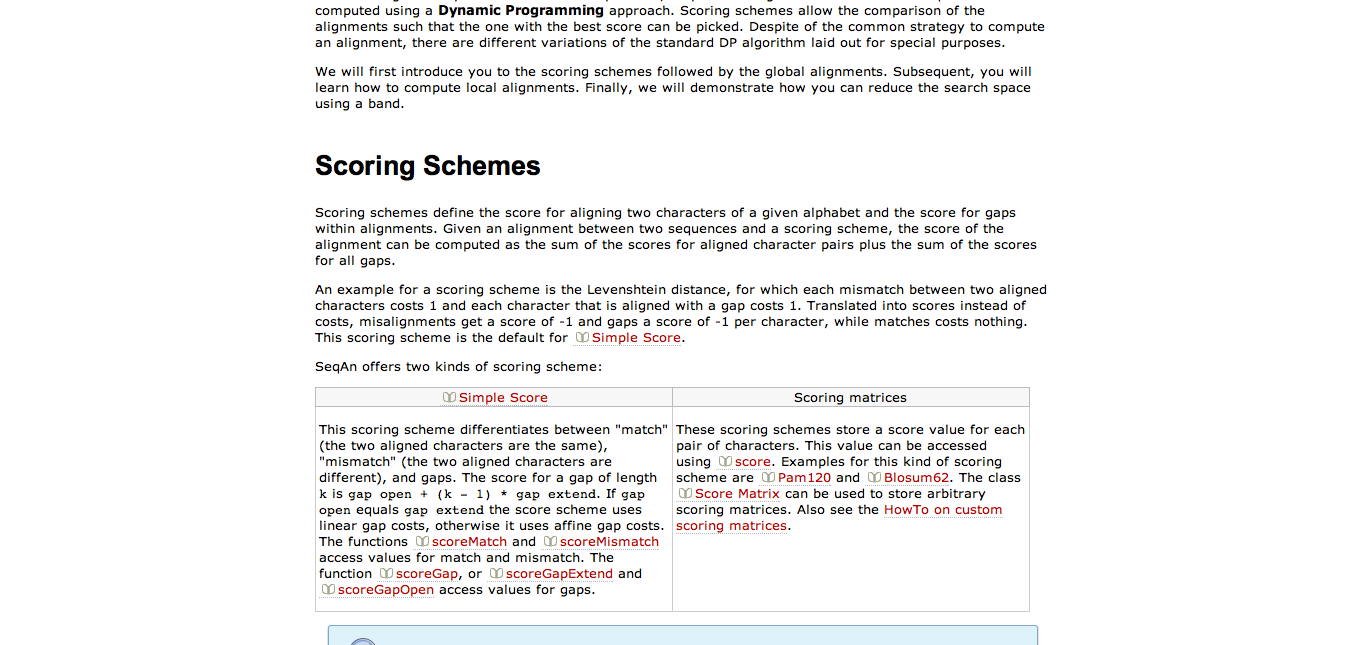 computed using a Dynamic Programming approach. Scoring schemes allow the comparison of the
alignments such that the one with the best score can be picked. Despite of the common strategy to compute
an alignment, there are different variations of the standard DP algorithm laid out for special purposes.
We will first introduce you to the scoring schemes followed by the global alignments. Subsequent, you will
learn how to compute local alignments. Finally, we will demonstrate how you can reduce the search space
using a band.
Scoring Schemes
Scoring schemes define the score for aligning two characters of a given alphabet and the score for gaps
within alignments. Given an alignment between two sequences and a scoring scheme, the score of the
alignment can be computed as the sum of the scores for aligned character pairs plus the sum of the scores
for all gaps.
An example for a scoring scheme is the Levenshtein distance, for which each mismatch between two aligned
characters costs 1 and each character that is aligned with a gap costs 1. Translated into scores instead of
costs, misalignments get a score of -1 and gaps a score of -1 per character, while matches costs nothing.
This scoring scheme is the default for Simple Score.
SeqAn offers two kinds of scoring scheme:
Simple Score
This scoring scheme differentiates between "match"
(the two aligned characters are the same),
"mismatch" (the two aligned characters are
different), and gaps. The score for a gap of length
k is gap open + (k - 1) * gap extend. If gap
open equals gap extend the score scheme uses
linear gap costs, otherwise it uses affine gap costs.
The functions scoreMatch and scoreMismatch
access values for match and mismatch. The
function scoreGap, or scoreGapExtend and
scoreGapOpen access values for gaps.
Scoring matrices
These scoring schemes store a score value for each
pair of characters. This value can be accessed
using score. Examples for this kind of scoring
scheme are Pam120 and Blosum62. The class
Score Matrix can be used to store arbitrary
scoring matrices. Also see the HowTo on custom
scoring matrices.